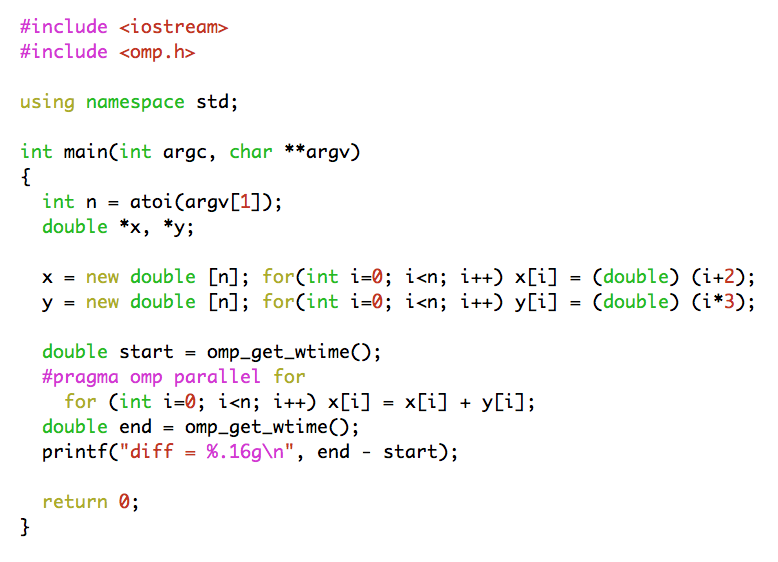 #include <iostream>
#include <omp.h>
using namespace std;
int main(int argc, char **argv)
{
int n = atoi(argv[1]);
double *x, *y;
x = new double [n]; for(int i=0; i<n; i++) x[i] = (double) (i+2);
y = new double [n]; for(int i=0; i<n; i++) y[i] = (double) (i*3);
double start = omp_get_wtime();
#pragma omp parallel for
for (int i=0; i<n; i++) x[i] = x[i] + y[i];
double end = omp_get_wtime();
printf("diff = %.16g\n", end - start);
return 0;
}